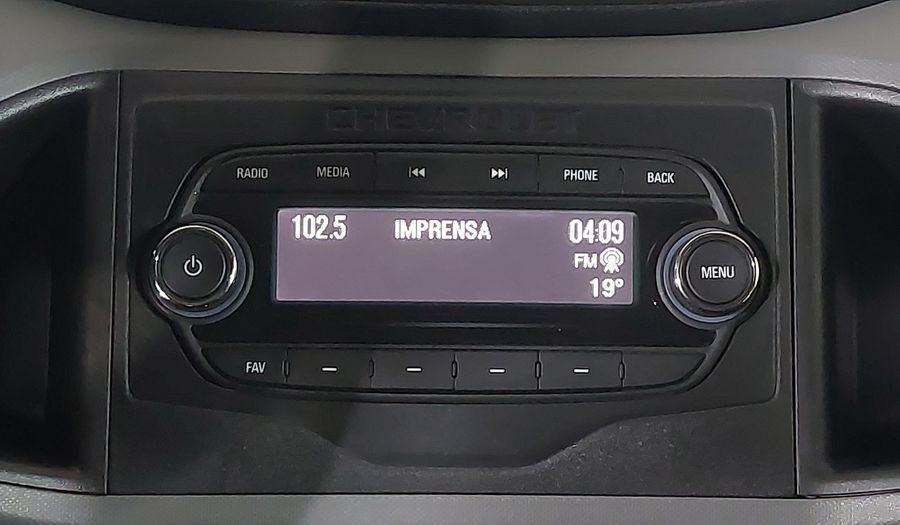 CHEVROLET
RADIO MEDIA PHONE BACK
102.5 IMPRENSA 04:09
FM
19°
MENU
FAV